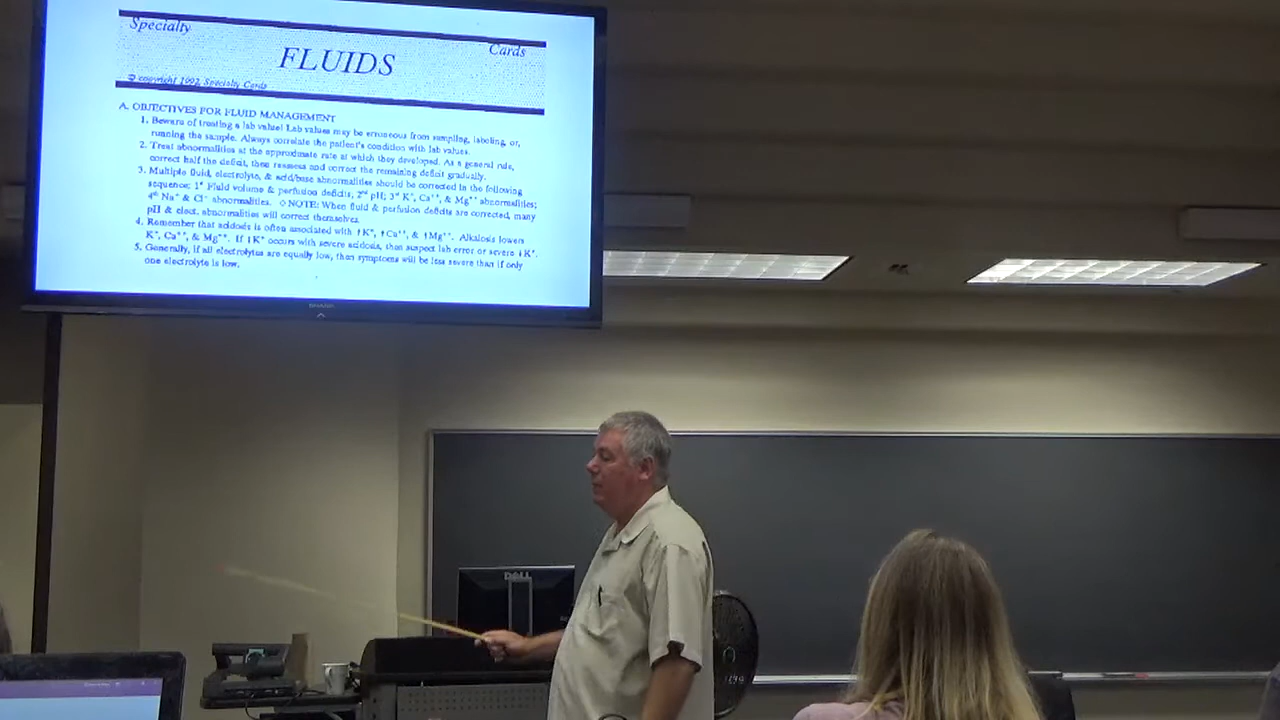 Specialty
Cards
FLUIDS
© copyright 1992, Specialty Cards
A. OBJECTIVES FOR FLUID MANAGEMENT
1. Beware of treating a lab value! Lab values may be erroneous from sampling, labeling, or,
running the sample. Always correlate the patient's condition with lab values.
2. Treat abnormalities at the approximate rate at which they developed. As a general rule,
correct half the deficit, then reassess and correct the remaining deficit gradually.
3. Multiple fluid, electrolyte, & acid/base abnormalities should be corrected in the following
sequence: 1st Fluid volume & perfusion deficits; 2nd pH; 3rd K+, Ca++, & Mg++ abnormalities;
4th Na+ & Cl- abnormalities. ◇NOTE: When fluid & perfusion deficits are corrected, many
pH & elect. abnormalities will correct themselves.
4. Remember that acidosis is often associated with ↑K+, ↑Ca++, & ↑Mg++. Alkalosis lowers
K+, Ca++, & Mg++. If ↓K+ occurs with severe acidosis, then suspect lab error or severe ↓K+.
5. Generally, if all electrolytes are equally low, then symptoms will be less severe than if only
one electrolyte is low.
SHARP
DELL